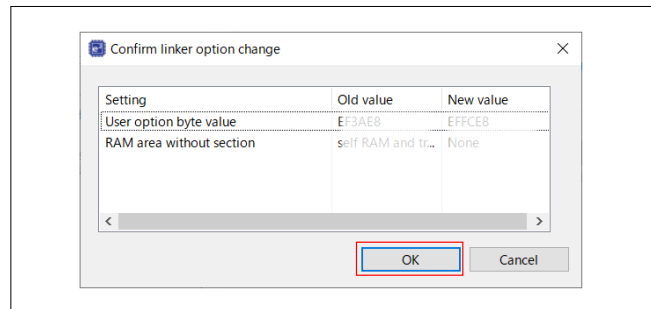 Confirm linker option change
Setting Old value New value
User option byte value EF3AE8 EFFCE8
RAM area without section self RAM and tr... None
OK Cancel